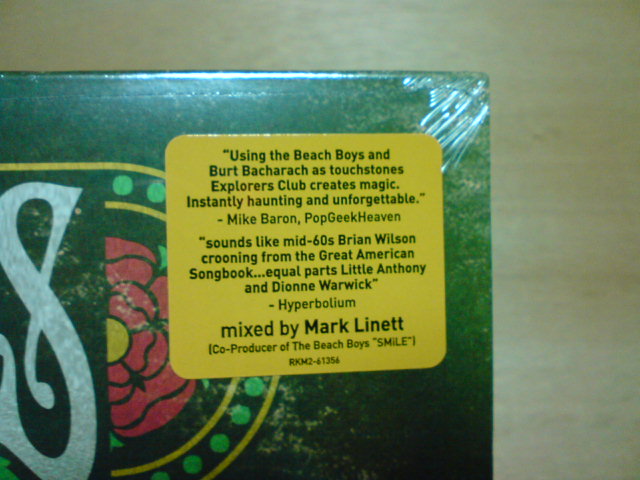 “Using the Beach Boys and
Burt Bacharach as touchstones
Explorers Club creates magic.
Instantly haunting and unforgettable.”
- Mike Baron, PopGeekHeaven
“sounds like mid-60s Brian Wilson
crooning from the Great American
Songbook...equal parts Little Anthony
and Dionne Warwick”
- Hyperbolium
mixed by Mark Linett
(Co-Producer of The Beach Boys “SMiLE”)
RKM2-61356